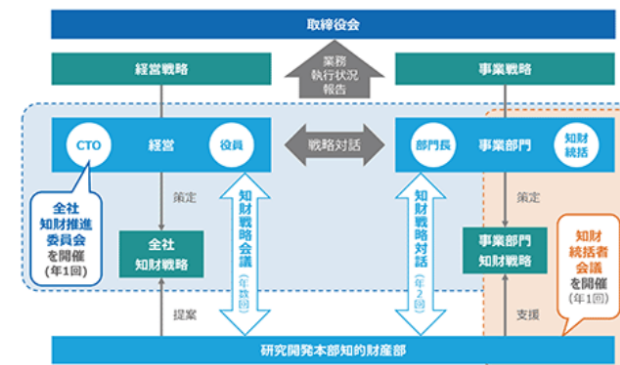 取締役会
経営戦略
業務
執行状況
報告
事業戦略
CTO
経営
役員
戦略対話
部門長
事業部門
知財
統括
全社
知財推進
委員会
を開催
(年1回)
策定
全社
知財戦略
提案
知財戦略会議(年数回)
知財戦略対話(年2回)
策定
事業部門
知財戦略
支援
知財
統括者
会議
を開催
(年1回)
研究開発本部知的財産部